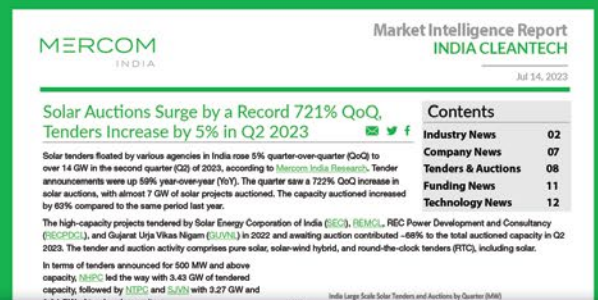 MERCOM
INDIA
Market Intelligence Report
INDIA CLEANTECH
Jul 14, 2023
Solar Auctions Surge by a Record 721% QoQ,
Tenders Increase by 5% in Q2 2023
Contents
Industry News 02
Company News 07
Tenders & Auctions 08
Funding News 11
Technology News 12
Solar tenders floated by various agencies in India rose 5% quarter-over-quarter (QoQ) to
over 14 GW in the second quarter (Q2) of 2023, according to Mercom India Research. Tender
announcements were up 59% year-over-year (YoY). The quarter saw a 722% QoQ increase in
solar auctions, with almost 7 GW of solar projects auctioned. The capacity auctioned increased
by 63% compared to the same period last year.
The high-capacity projects tendered by Solar Energy Corporation of India (SECI), REMCL, REC Power Development and Consultancy
(RECPDCL), and Gujarat Urja Vikas Nigam (GUVNL) in 2022 and awaiting auction contributed ~68% to the total auctioned capacity in Q2
2023. The tender and auction activity comprises pure solar, solar-wind hybrid, and round-the-clock tenders (RTC), including solar.
In terms of tenders announced for 500 MW and above
capacity, NHPC led the way with 3.43 GW of tendered
capacity, followed by NTPC and SJVN with 3.27 GW and
India Large Scale Solar Tenders and Auctions by Quarter (MW)